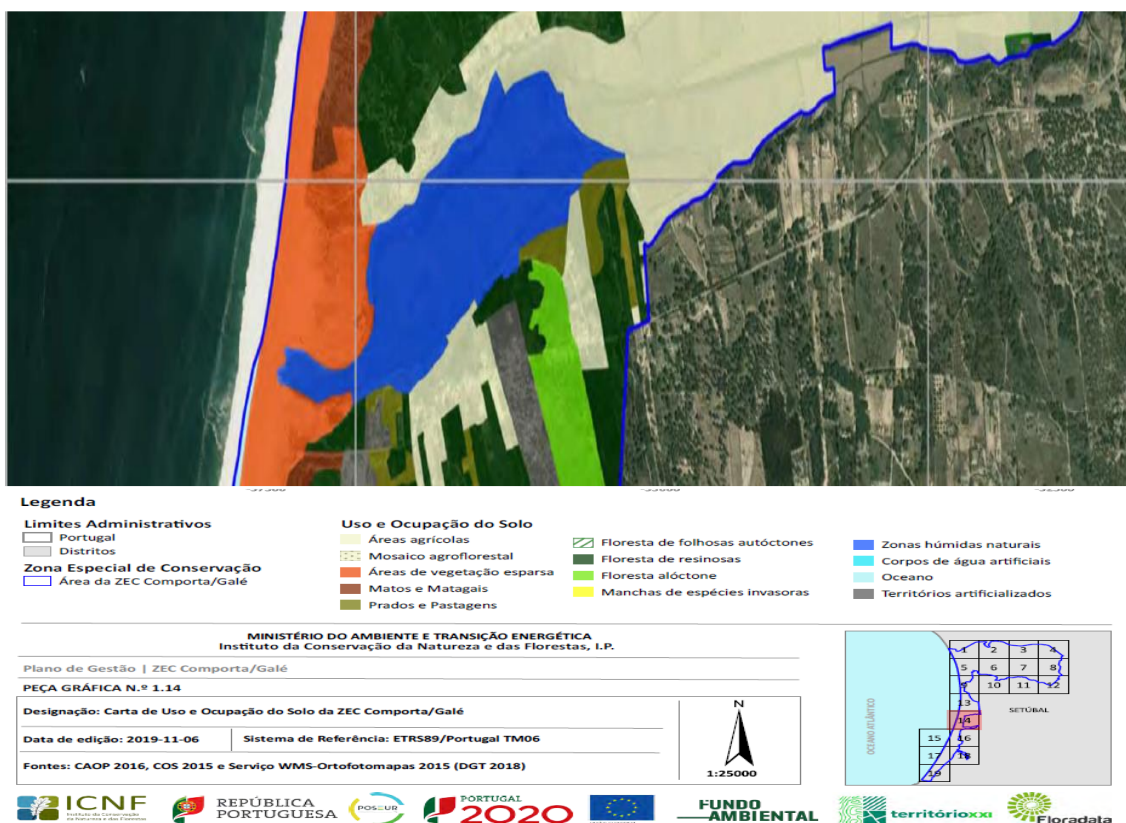 Legenda
Limites Administrativos
Portugal
Distritos
Zona Especial de Conservação
Área da ZEC Comporta/Galé
Uso e Ocupação do Solo
Áreas agrícolas
Mosaico agroflorestal
Áreas de vegetação esparsa
Matos e Matagais
Prados e Pastagens
Floresta de folhosas autóctones
Floresta de resinosas
Floresta alóctone
Manchas de espécies invasoras
Zonas húmidas naturais
Corpos de água artificiais
Oceano
Territórios artificializados
MINISTÉRIO DO AMBIENTE E TRANSIÇÃO ENERGÉTICA
Instituto da Conservação da Natureza e das Florestas, I.P.
Plano de Gestão | ZEC Comporta/Galé
PEÇA GRÁFICA N.º 1.14
Designação: Carta de Uso e Ocupação do Solo da ZEC Comporta/Galé
Data de edição: 2019-11-06
Sistema de Referência: ETRS89/Portugal TM06
Fontes: CAOP 2016, COS 2015 e Serviço WMS-Ortofotomapas 2015 (DGT 2018)
N
1:25000
1 2 3 4
5 6 7 8
9 10 11 12
13
14
15 16
17 18
19
SETÚBAL
OCEANO ATLÂNTICO
ICNF
Instituto da Conservação
da Natureza e das Florestas
REPÚBLICA
PORTUGUESA
POSEUR
PORTUGAL
2020
FUNDO
AMBIENTAL
territórioxxi
Floradata